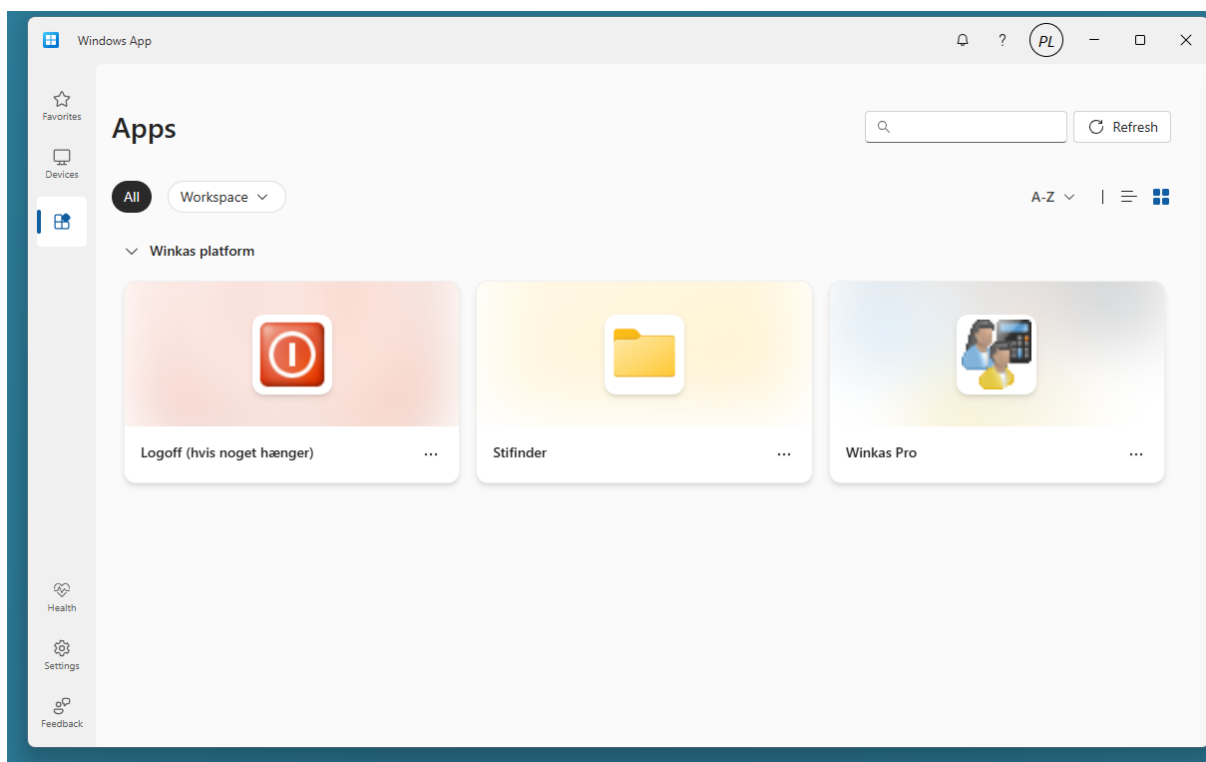 Windows App
?
PL
Favorites
Devices
Apps
Refresh
All
Workspace
A-Z
Winkas platform
Logoff (hvis noget hænger)
...
Stifinder
...
Winkas Pro
...
Health
Settings
Feedback